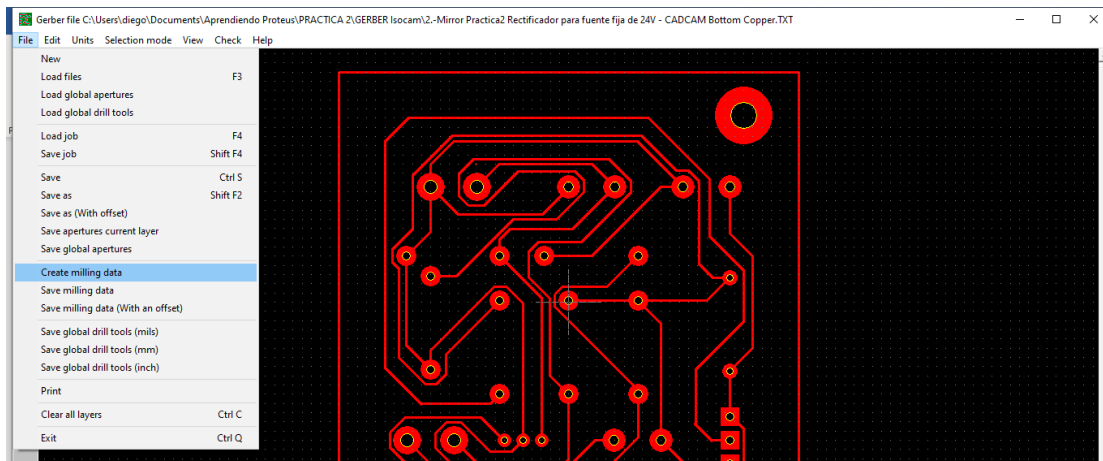 Gerber file C:\Users\diego\Documents\Aprendiendo Proteus\PRACTICA 2\GERBER Isocam\2.-Mirror Practica2 Rectificador para fuente fija de 24V - CADCAM Bottom Copper.TXT
File Edit Units Selection mode View Check Help
New
Load files F3
Load global apertures
Load global drill tools
Load job F4
Save job Shift F4
Save Ctrl S
Save as Shift F2
Save as (With offset)
Save apertures current layer
Save global apertures
Create milling data
Save milling data
Save milling data (With an offset)
Save global drill tools (mils)
Save global drill tools (mm)
Save global drill tools (inch)
Print
Clear all layers Ctrl C
Exit Ctrl Q